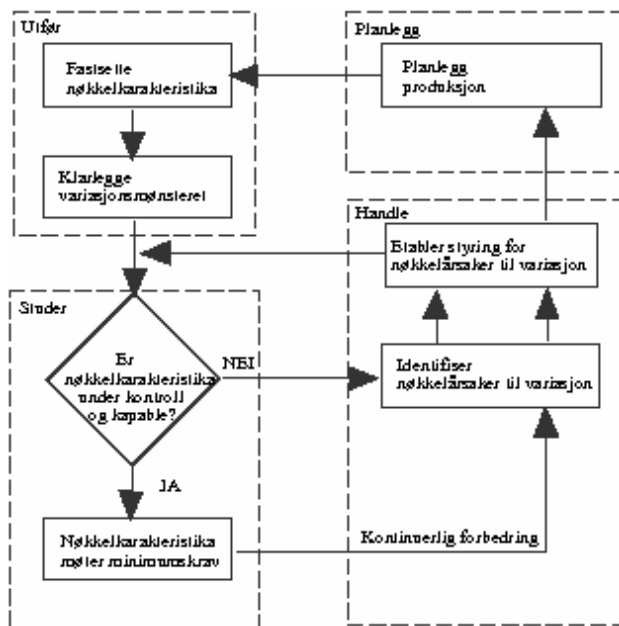 Utfør
Fastsette
nøkkelkarakteristika
Klarlegge
variasjonsmønsteret
Planlegg
Planlegg
produksjon
Handle
Etabler styring for
nøkkelårsaker til variasjon
Identifiser
nøkkelårsaker til variasjon
Studer
Er
nøkkelkarakteristika
under kontroll
og kapable?
NEI
JA
Nøkkelkarakteristika
møter minimumskrav
Kontinuerlig forbedring